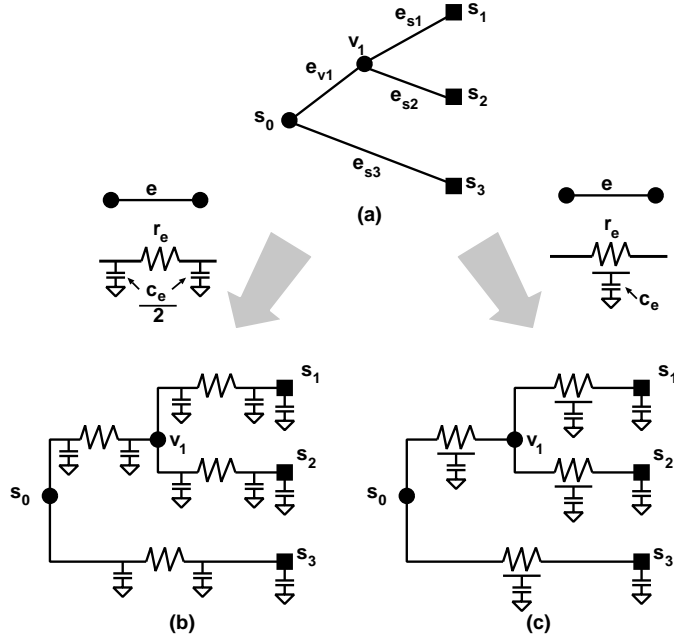 e_s1
s_1
v_1
e_v1
e_s2
s_2
s_0
e_s3
s_3
(a)
e
r_e
c_e
2
e
r_e
c_e
s_1
v_1
s_2
s_0
s_3
(b)
s_1
v_1
s_2
s_0
s_3
(c)